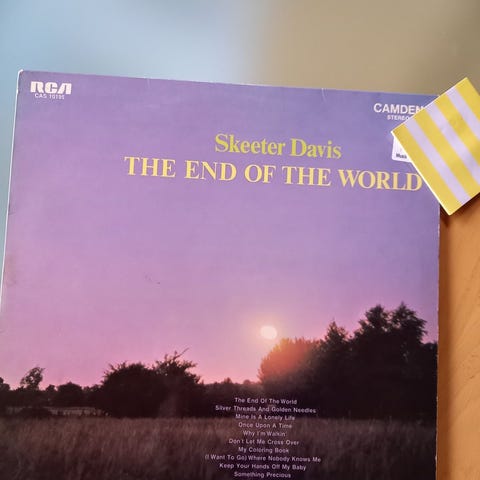 RCA
CAS 10195
CAMDEN
STEREO
Music
Skeeter Davis
THE END OF THE WORLD
The End Of The World
Silver Threads And Golden Needles
Mine Is A Lonely Life
Once Upon A Time
Why I'm Walkin'
Don't Let Me Cross Over
My Coloring Book
(I Want To Go) Where Nobody Knows Me
Keep Your Hands Off My Baby
Something Precious